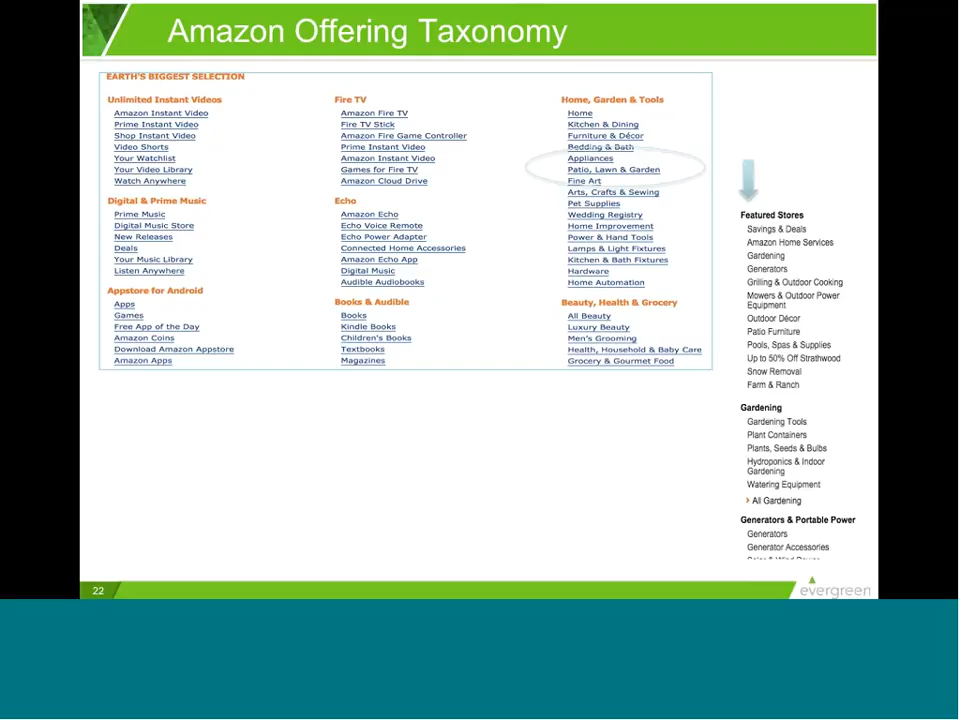 Amazon Offering Taxonomy
EARTH'S BIGGEST SELECTION
Unlimited Instant Videos
Amazon Instant Video
Prime Instant Video
Shop Instant Video
Video Shorts
Your Watchlist
Your Video Library
Watch Anywhere
Digital & Prime Music
Prime Music
Digital Music Store
New Releases
Deals
Your Music Library
Listen Anywhere
Appstore for Android
Apps
Games
Free App of the Day
Amazon Coins
Download Amazon Appstore
Amazon Apps
Fire TV
Amazon Fire TV
Fire TV Stick
Amazon Fire Game Controller
Prime Instant Video
Amazon Instant Video
Games for Fire TV
Amazon Cloud Drive
Echo
Amazon Echo
Echo Voice Remote
Echo Power Adapter
Connected Home Accessories
Amazon Echo App
Digital Music
Audible Audiobooks
Books & Audible
Books
Kindle Books
Children's Books
Textbooks
Magazines
Home, Garden & Tools
Home
Kitchen & Dining
Furniture & Décor
Bedding & Bath
Appliances
Patio, Lawn & Garden
Fine Art
Arts, Crafts & Sewing
Pet Supplies
Wedding Registry
Home Improvement
Power & Hand Tools
Lamps & Light Fixtures
Kitchen & Bath Fixtures
Hardware
Home Automation
Beauty, Health & Grocery
All Beauty
Luxury Beauty
Men's Grooming
Health, Household & Baby Care
Grocery & Gourmet Food
Featured Stores
Savings & Deals
Amazon Home Services
Gardening
Generators
Grilling & Outdoor Cooking
Mowers & Outdoor Power
Equipment
Outdoor Décor
Patio Furniture
Pools, Spas & Supplies
Up to 50% Off Strathwood
Snow Removal
Farm & Ranch
Gardening
Gardening Tools
Plant Containers
Plants, Seeds & Bulbs
Hydroponics & Indoor
Gardening
Watering Equipment
› All Gardening
Generators & Portable Power
Generators
Generator Accessories
22
evergreen